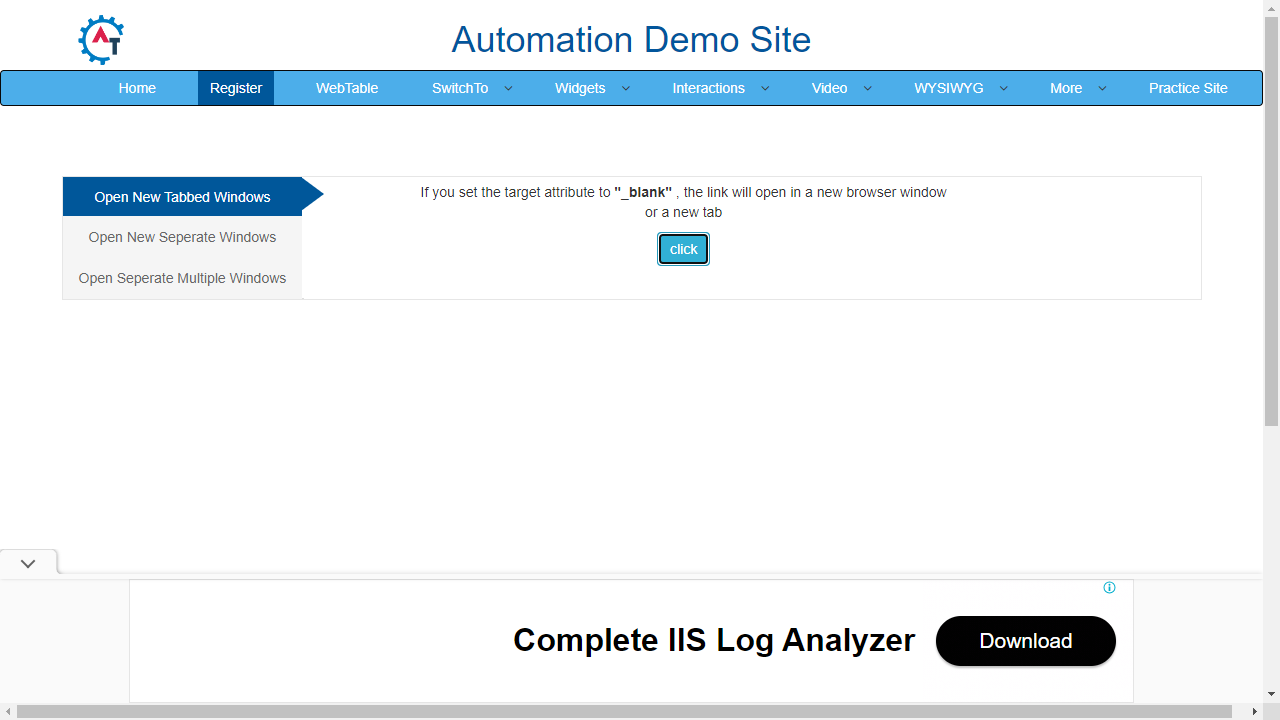 AT
Automation Demo Site
Home Register WebTable SwitchTo Widgets Interactions Video WYSIWYG More Practice Site
Open New Tabbed Windows
Open New Seperate Windows
Open Seperate Multiple Windows
If you set the target attribute to "_blank" , the link will open in a new browser window
or a new tab
click
Complete IIS Log Analyzer
Download